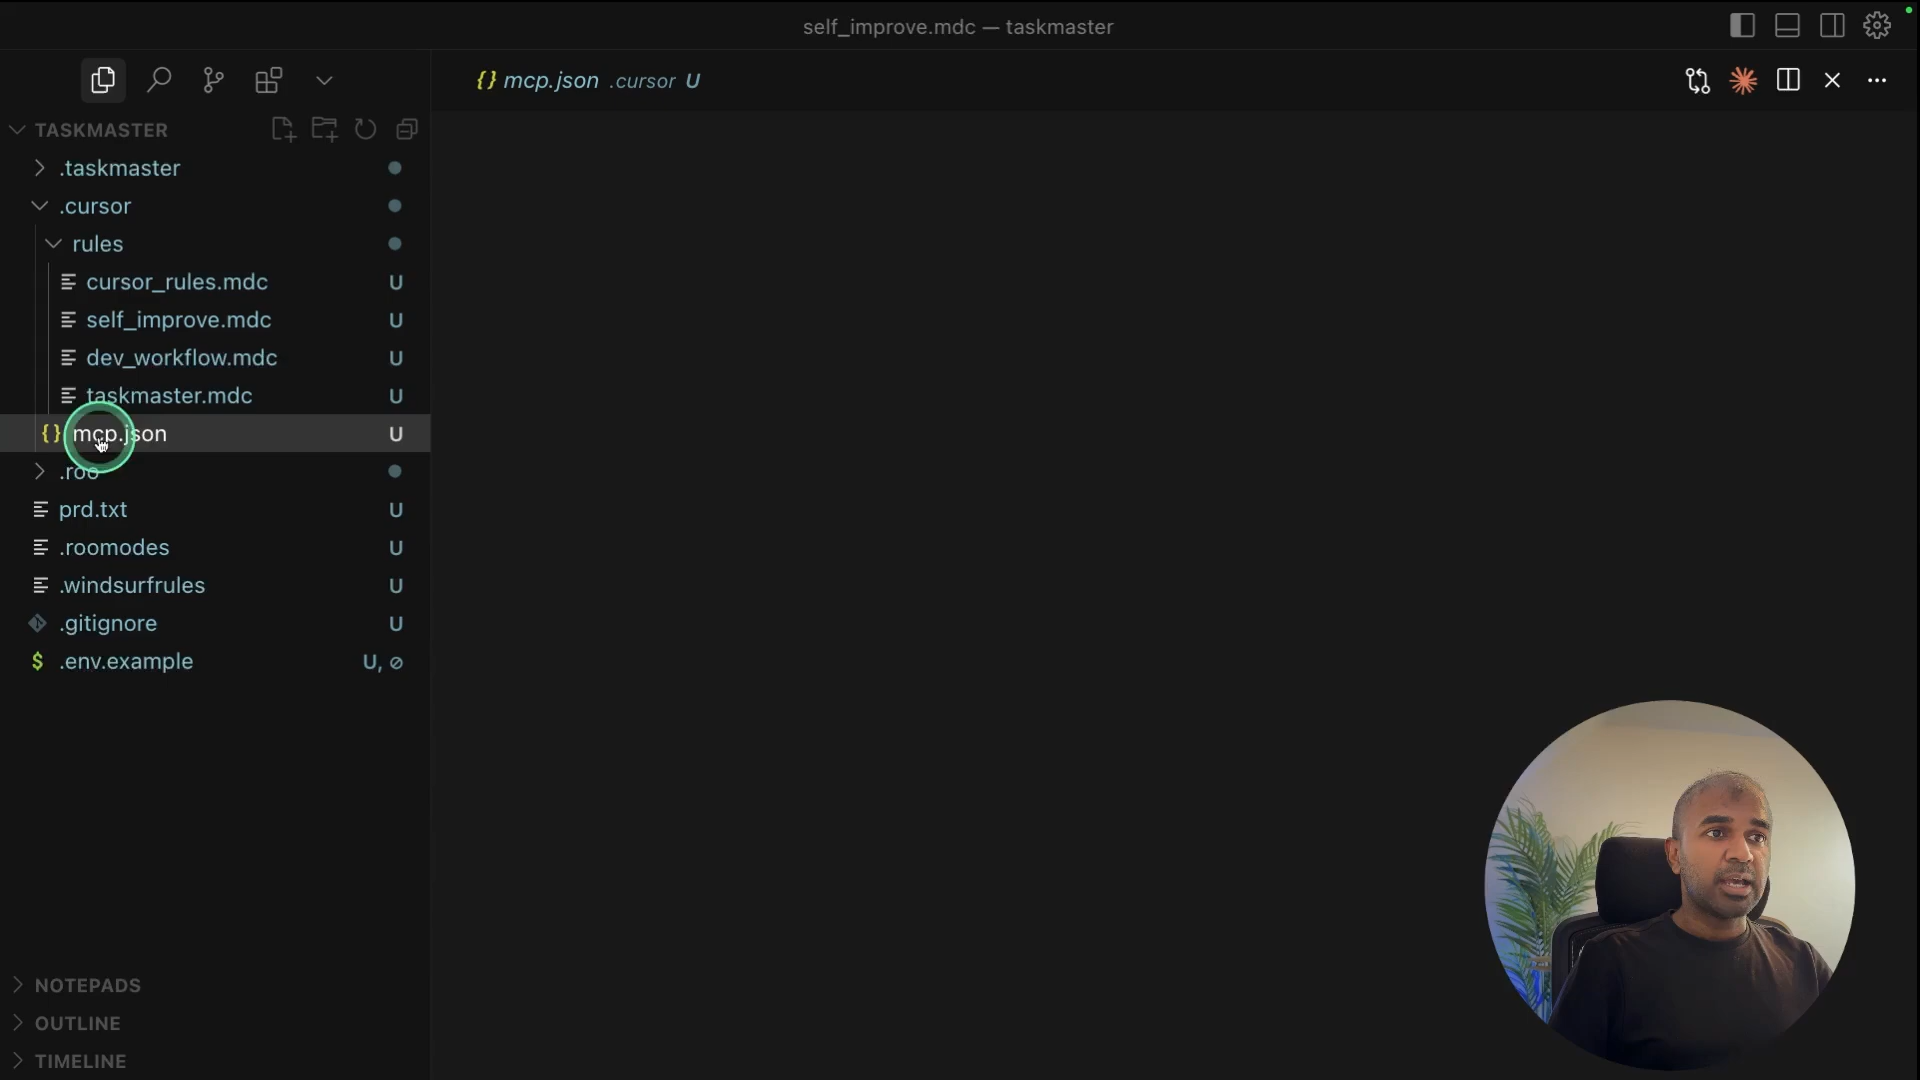 self_improve.mdc — taskmaster
{} mcp.json .cursor U
TASKMASTER
.taskmaster
.cursor
rules
cursor_rules.mdc U
self_improve.mdc U
dev_workflow.mdc U
taskmaster.mdc U
{} mcp.json U
.roo
prd.txt U
.roomodes U
.windsurfrules U
.gitignore U
$ .env.example U, ⊘
NOTEPADS
OUTLINE
TIMELINE